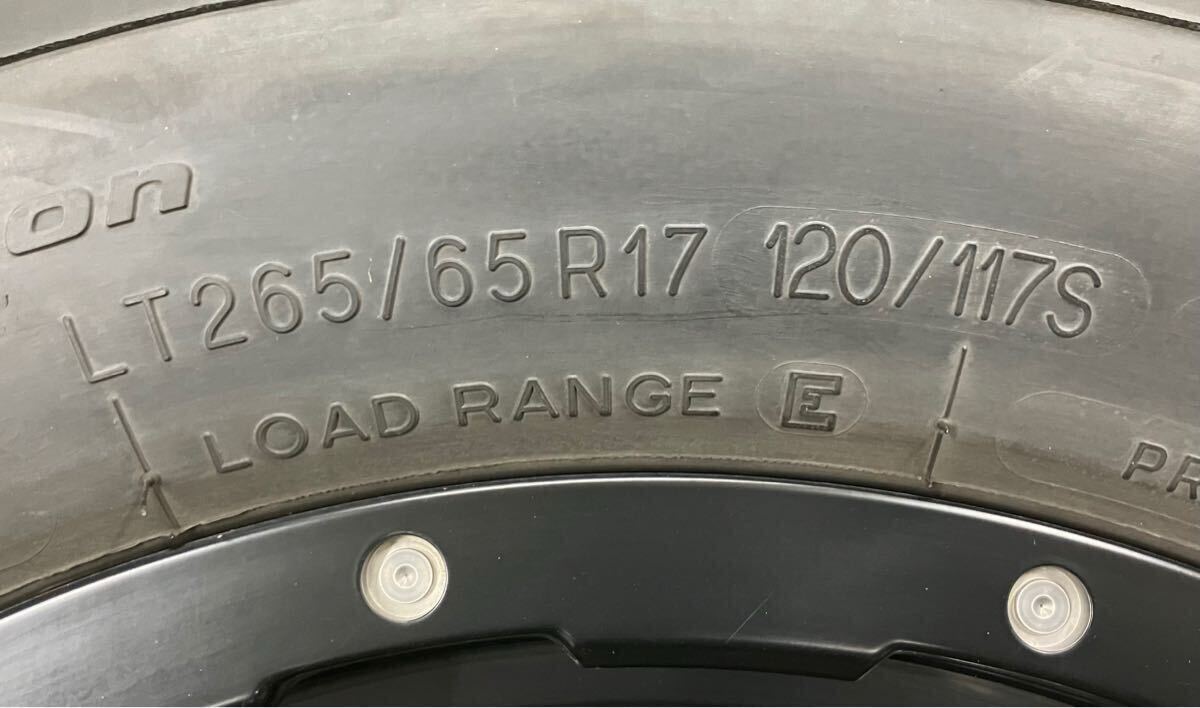 on
LT265/65R17 120/117S
LOAD RANGE E
PR